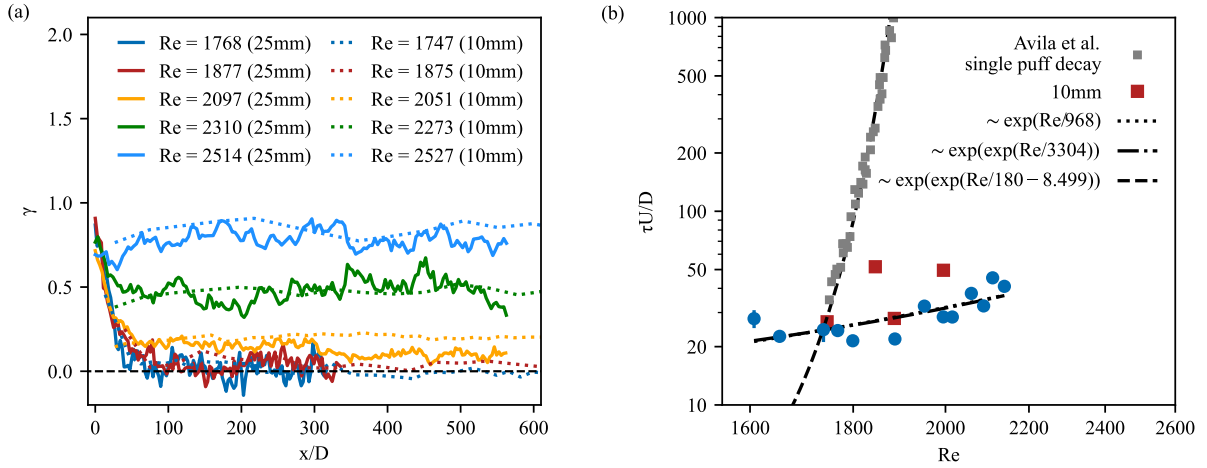 (a)
γ
2.0
1.5
1.0
0.5
0.0
Re = 1768 (25mm)
Re = 1877 (25mm)
Re = 2097 (25mm)
Re = 2310 (25mm)
Re = 2514 (25mm)
Re = 1747 (10mm)
Re = 1875 (10mm)
Re = 2051 (10mm)
Re = 2273 (10mm)
Re = 2527 (10mm)
0 100 200 300 400 500 600
x/D
(b)
τU/D
1000
500
200
100
50
20
10
Avila et al.
single puff decay
10mm
~ exp(Re/968)
~ exp(exp(Re/3304))
~ exp(exp(Re/180 − 8.499))
1600 1800 2000 2200 2400 2600
Re